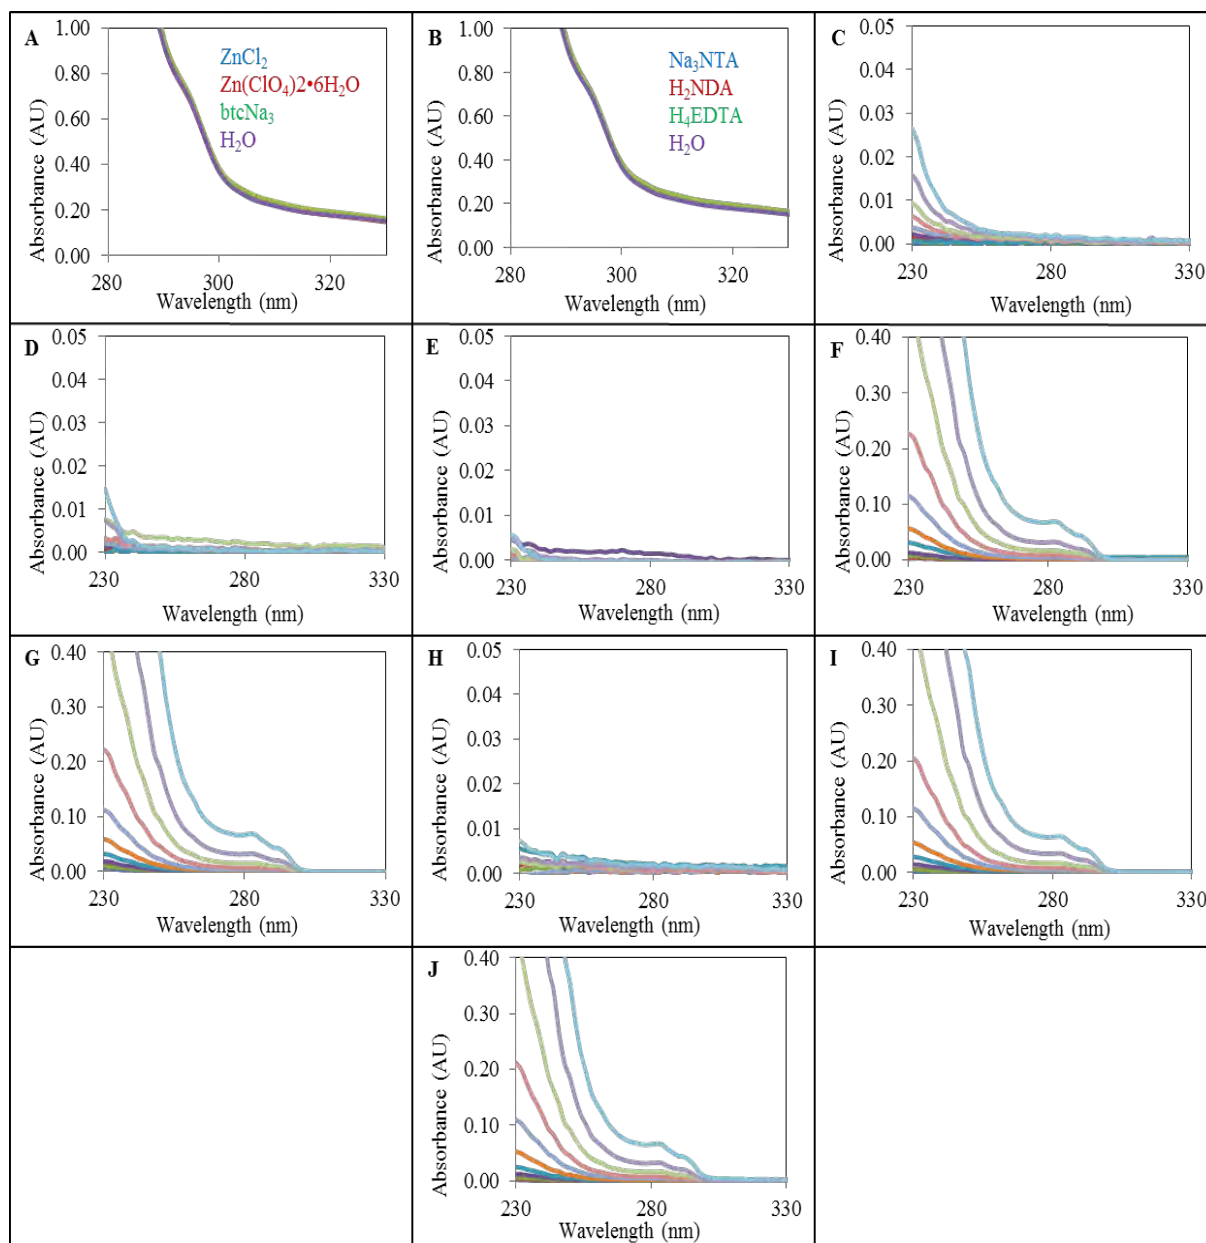 A
Absorbance (AU)
1.00
0.80
0.60
0.40
0.20
0.00
ZnCl₂
Zn(ClO₄)2•6H₂O
btcNa₃
H₂O
280
300
320
Wavelength (nm)
B
Absorbance (AU)
1.00
0.80
0.60
0.40
0.20
0.00
Na₃NTA
H₂NDA
H₄EDTA
H₂O
280
300
320
Wavelength (nm)
C
Absorbance (AU)
0.05
0.04
0.03
0.02
0.01
0.00
230
280
330
Wavelength (nm)
D
Absorbance (AU)
0.05
0.04
0.03
0.02
0.01
0.00
230
280
330
Wavelength (nm)
E
Absorbance (AU)
0.05
0.04
0.03
0.02
0.01
0.00
230
280
330
Wavelength (nm)
F
Absorbance (AU)
0.40
0.30
0.20
0.10
0.00
230
280
330
Wavelength (nm)
G
Absorbance (AU)
0.40
0.30
0.20
0.10
0.00
230
280
330
Wavelength (nm)
H
Absorbance (AU)
0.05
0.04
0.03
0.02
0.01
0.00
230
280
330
Wavelength (nm)
I
Absorbance (AU)
0.40
0.30
0.20
0.10
0.00
230
280
330
Wavelength (nm)
J
Absorbance (AU)
0.40
0.30
0.20
0.10
0.00
230
280
330
Wavelength (nm)